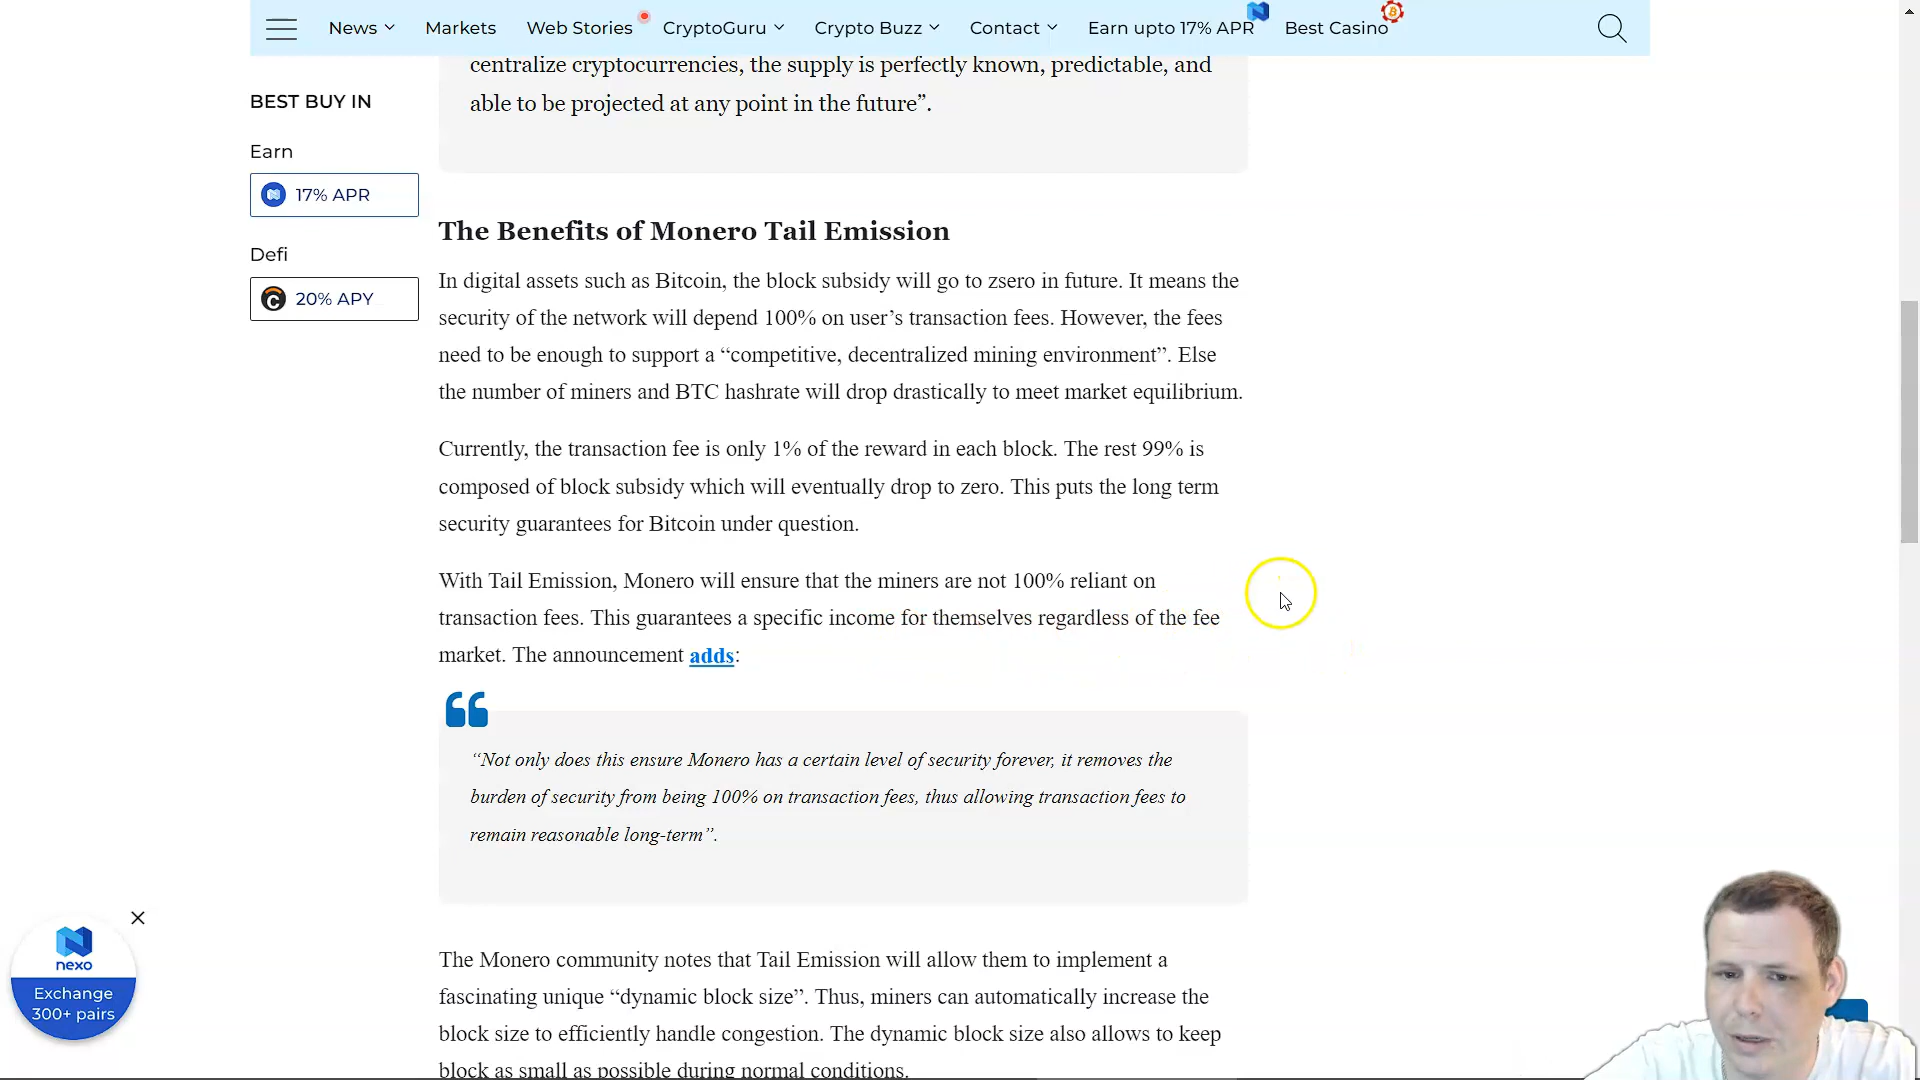 News
Markets
Web Stories
CryptoGuru
Crypto Buzz
Contact
Earn upto 17% APR
Best Casino
centralize cryptocurrencies, the supply is perfectly known, predictable, and
able to be projected at any point in the future”.
BEST BUY IN
Earn
17% APR
Defi
20% APY
The Benefits of Monero Tail Emission
In digital assets such as Bitcoin, the block subsidy will go to zsero in future. It means the
security of the network will depend 100% on user’s transaction fees. However, the fees
need to be enough to support a “competitive, decentralized mining environment”. Else
the number of miners and BTC hashrate will drop drastically to meet market equilibrium.
Currently, the transaction fee is only 1% of the reward in each block. The rest 99% is
composed of block subsidy which will eventually drop to zero. This puts the long term
security guarantees for Bitcoin under question.
With Tail Emission, Monero will ensure that the miners are not 100% reliant on
transaction fees. This guarantees a specific income for themselves regardless of the fee
market. The announcement adds:
“Not only does this ensure Monero has a certain level of security forever, it removes the
burden of security from being 100% on transaction fees, thus allowing transaction fees to
remain reasonable long-term”.
The Monero community notes that Tail Emission will allow them to implement a
fascinating unique “dynamic block size”. Thus, miners can automatically increase the
block size to efficiently handle congestion. The dynamic block size also allows to keep
block as small as possible during normal conditions.
nexo
Exchange
300+ pairs